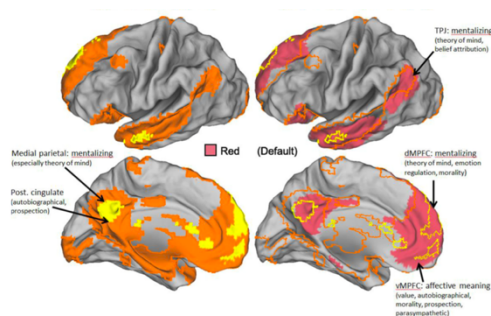 TPJ: mentalizing
(theory of mind,
belief attribution)
Medial parietal: mentalizing
(especially theory of mind)
Red (Default)
dMPFC: mentalizing
(theory of mind, emotion
regulation, morality)
Post. cingulate
(autobiographical,
prospection)
vMPFC: affective meaning
(value, autobiographical,
morality, prospection,
parasympathetic)